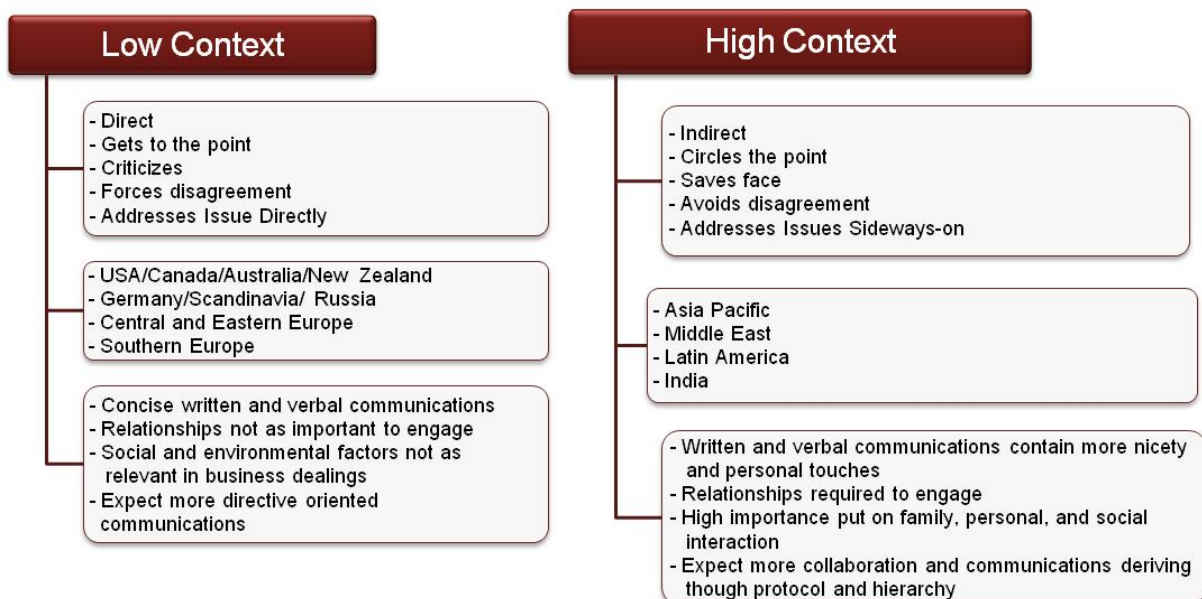 Low Context
- Direct
- Gets to the point
- Criticizes
- Forces disagreement
- Addresses Issue Directly
- USA/Canada/Australia/New Zealand
- Germany/Scandinavia/ Russia
- Central and Eastern Europe
- Southern Europe
- Concise written and verbal communications
- Relationships not as important to engage
- Social and environmental factors not as
relevant in business dealings
- Expect more directive oriented
communications
High Context
- Indirect
- Circles the point
- Saves face
- Avoids disagreement
- Addresses Issues Sideways-on
- Asia Pacific
- Middle East
- Latin America
- India
- Written and verbal communications contain more nicety
and personal touches
- Relationships required to engage
- High importance put on family, personal, and social
interaction
- Expect more collaboration and communications deriving
though protocol and hierarchy